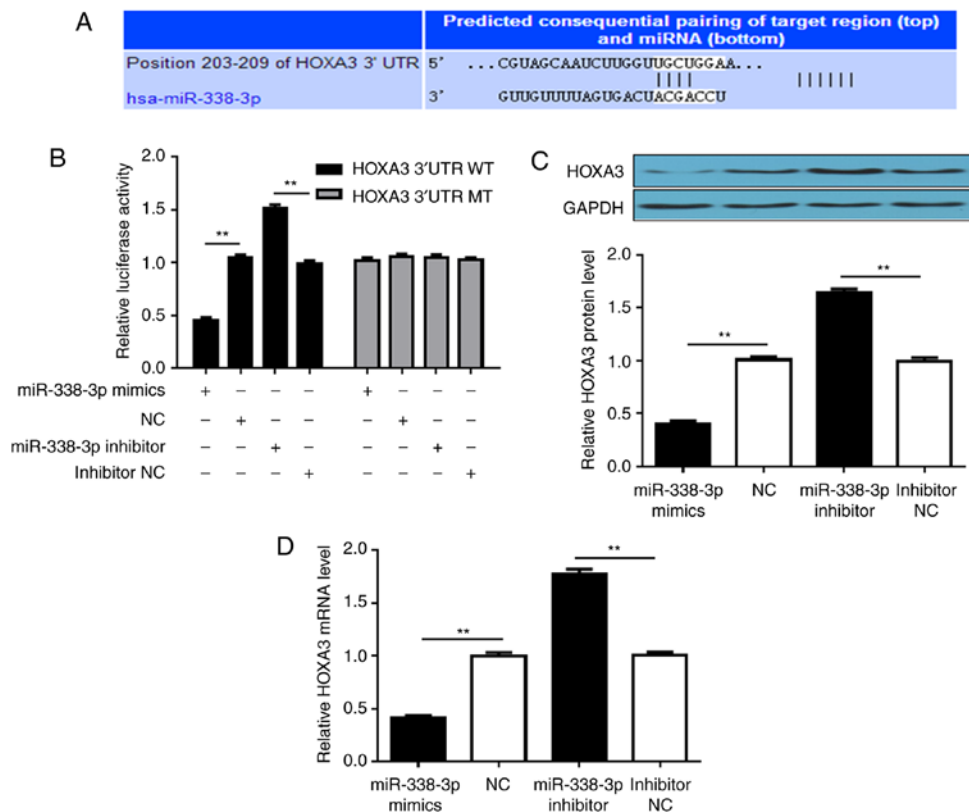 A
Predicted consequential pairing of target region (top)
and miRNA (bottom)
Position 203-209 of HOXA3 3' UTR 5' ...CGUAGCAAUCUUGGUUGCUGGAA...
hsa-miR-338-3p 3' GUUGUUUUAGUGACUACGACCU
B
Relative luciferase activity
2.0
1.5
1.0
0.5
0.0
HOXA3 3'UTR WT
HOXA3 3'UTR MT
**
**
miR-338-3p mimics + − − − + − − −
NC − + − − − + − −
miR-338-3p inhibitor − − + − − − + −
Inhibitor NC − − − + − − − +
C
HOXA3
GAPDH
Relative HOXA3 protein level
2.0
1.5
1.0
0.5
0.0
**
**
miR-338-3p mimics
NC
miR-338-3p inhibitor
Inhibitor NC
D
Relative HOXA3 mRNA level
2.0
1.5
1.0
0.5
0.0
**
**
miR-338-3p mimics
NC
miR-338-3p inhibitor
Inhibitor NC